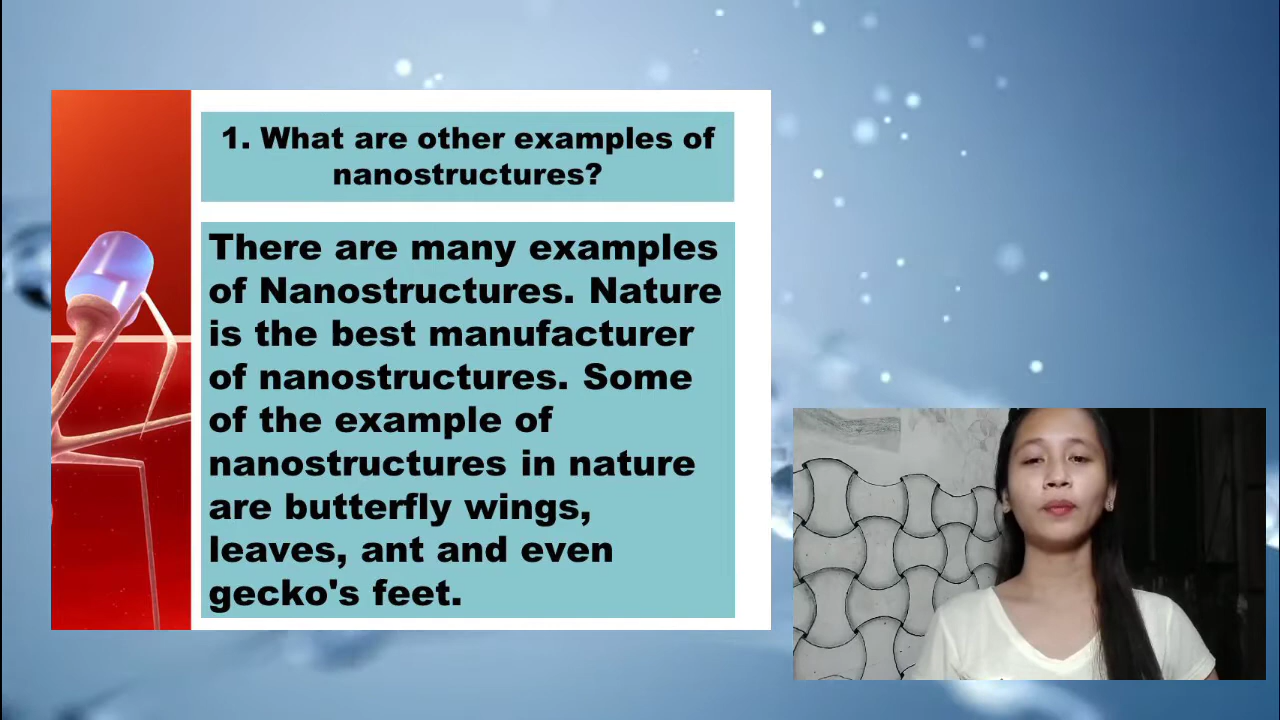 1. What are other examples of
nanostructures?
There are many examples
of Nanostructures. Nature
is the best manufacturer
of nanostructures. Some
of the example of
nanostructures in nature
are butterfly wings,
leaves, ant and even
gecko's feet.